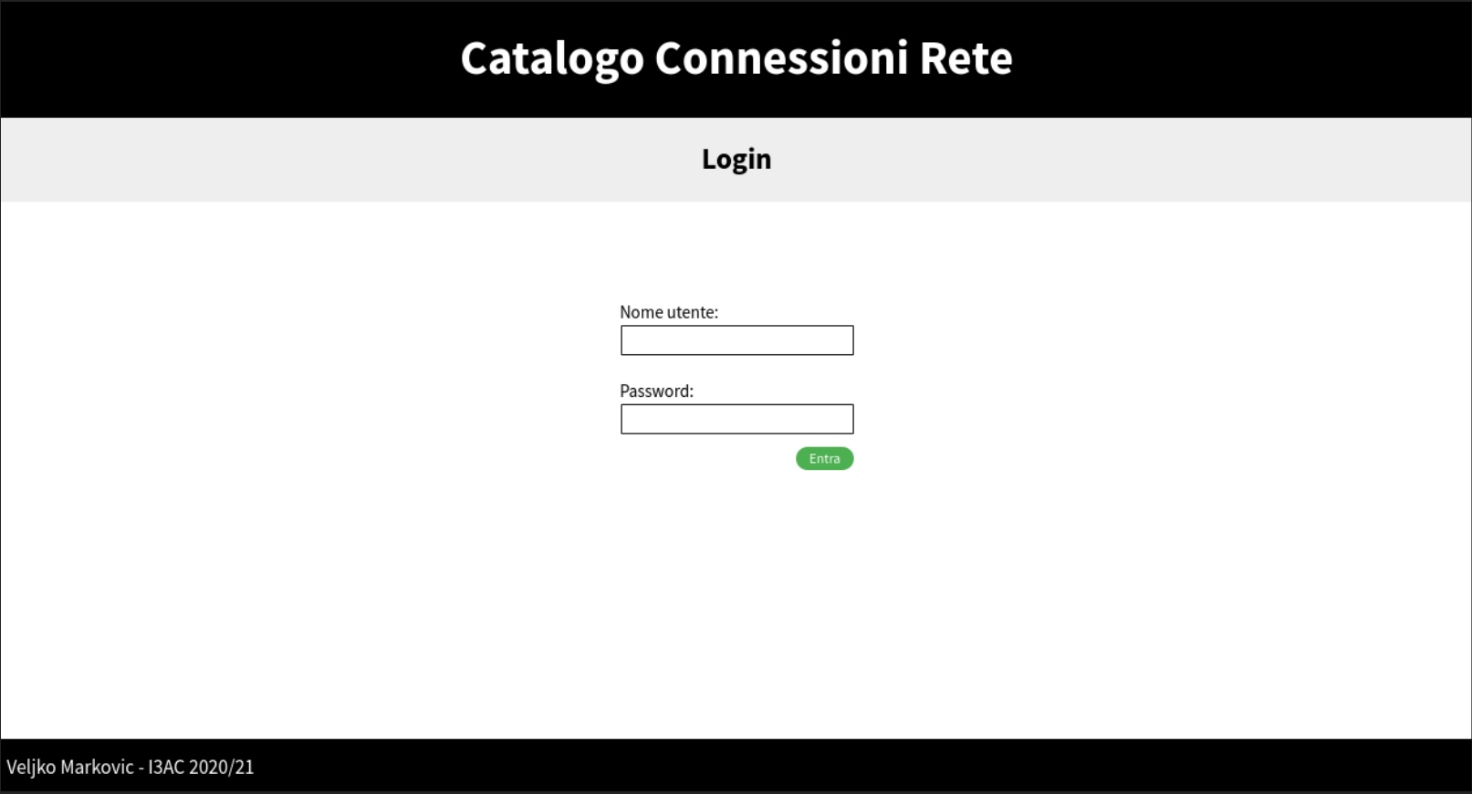 Catalogo Connessioni Rete
Login
Nome utente:
Password:
Entra
Veljko Markovic - I3AC 2020/21